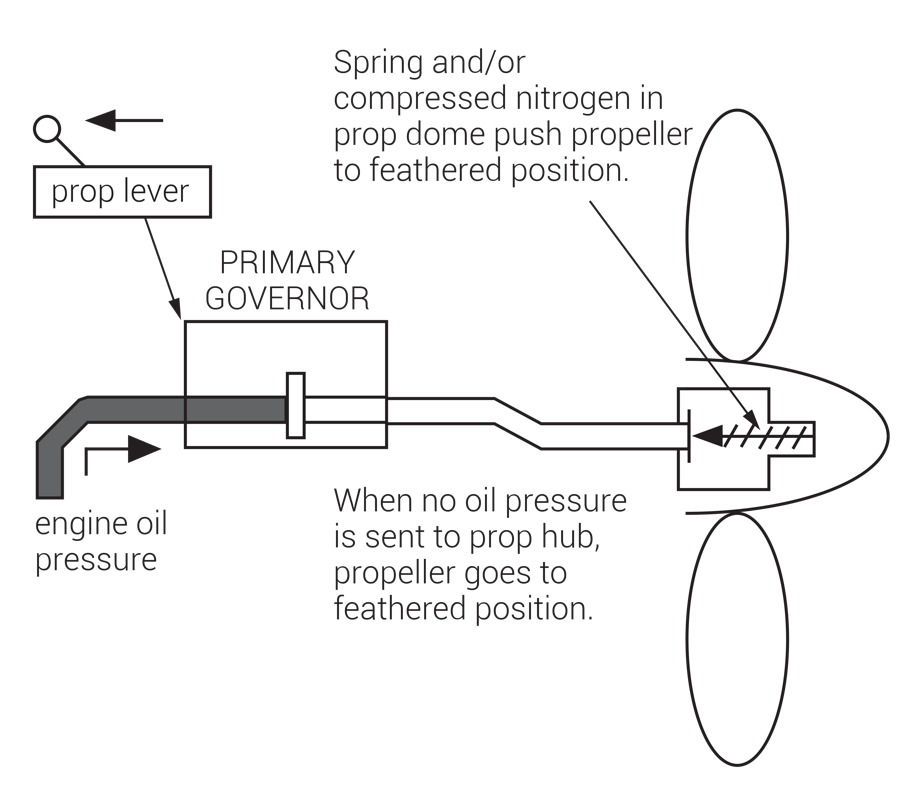 Spring and/or
compressed nitrogen in
prop dome push propeller
to feathered position.
prop lever
PRIMARY
GOVERNOR
engine oil
pressure
When no oil pressure
is sent to prop hub,
propeller goes to
feathered position.